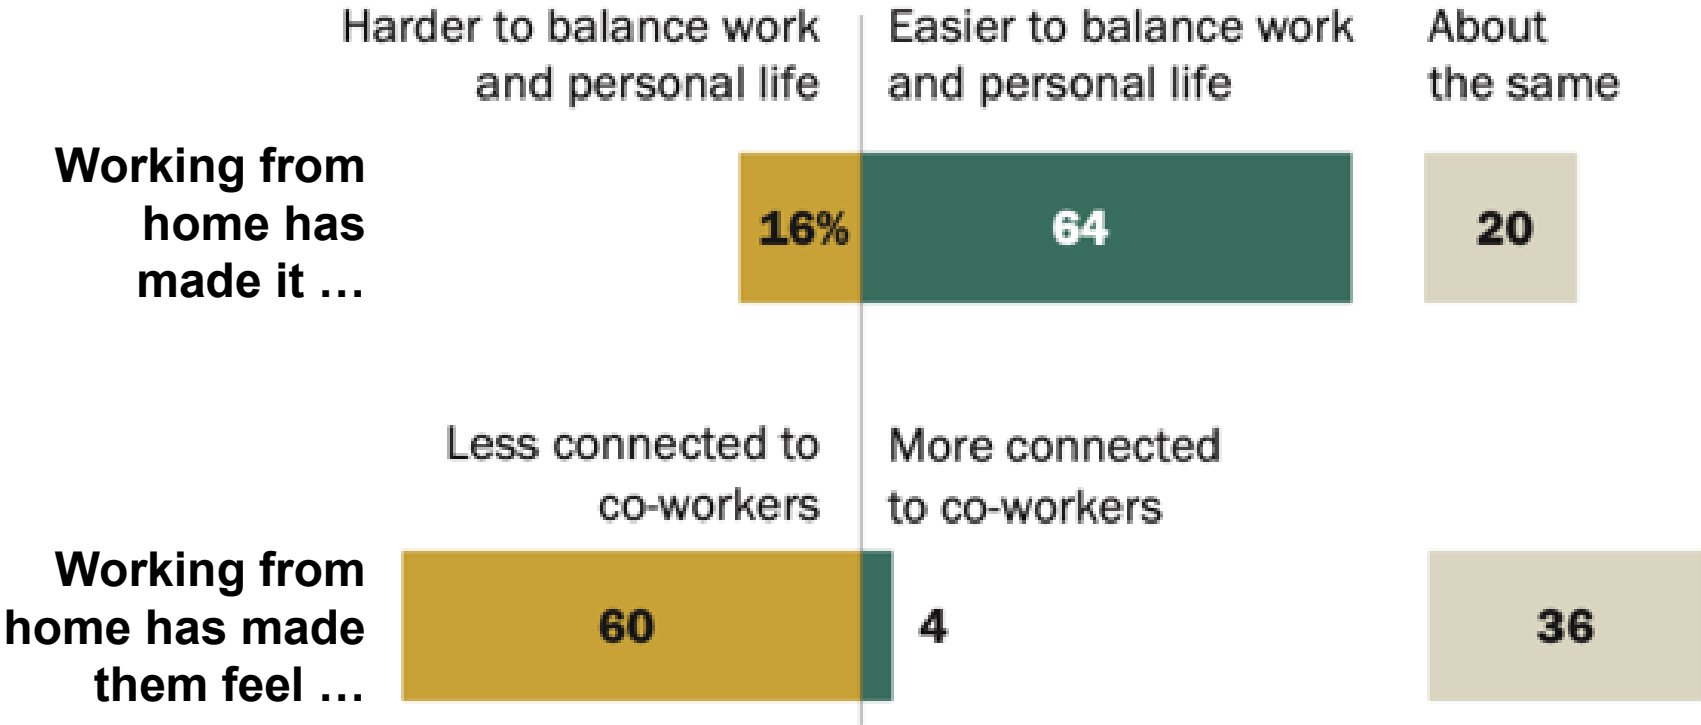 Harder to balance work
and personal life
Easier to balance work
and personal life
About
the same
Working from
home has
made it …
16%
64
20
Less connected to
co-workers
More connected
to co-workers
Working from
home has made
them feel …
60
4
36